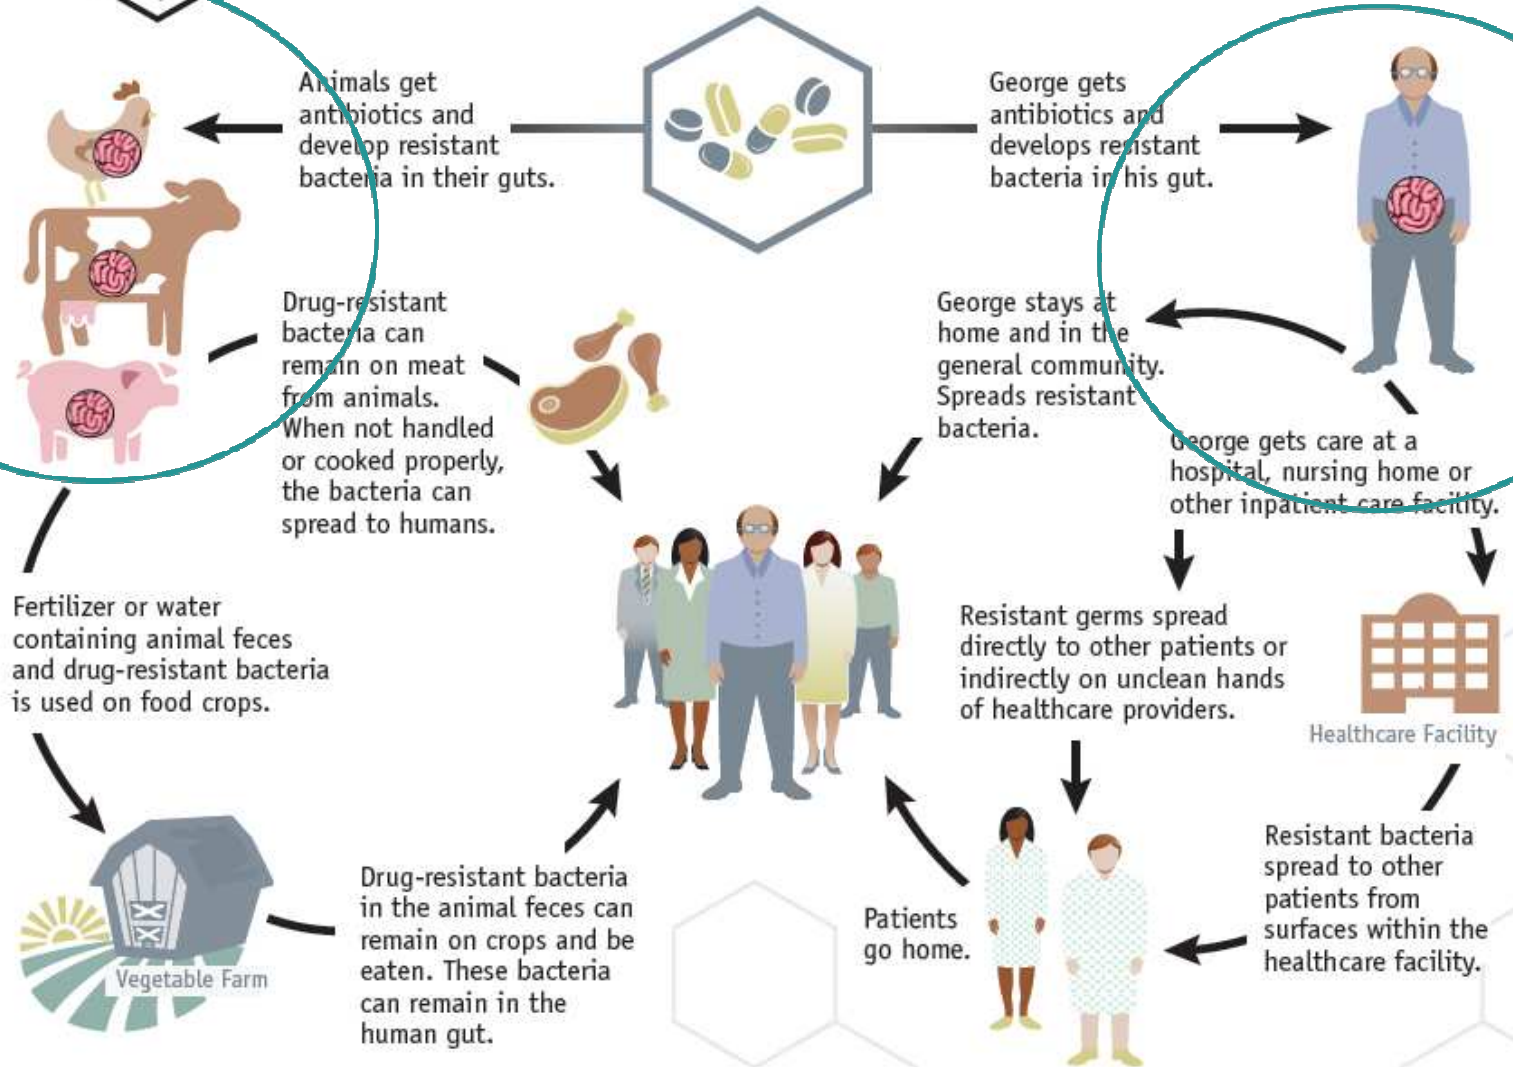 Animals get
antibiotics and
develop resistant
bacteria in their guts.
George gets
antibiotics and
develops resistant
bacteria in his gut.
Drug-resistant
bacteria can
remain on meat
from animals.
When not handled
or cooked properly,
the bacteria can
spread to humans.
George stays at
home and in the
general community.
Spreads resistant
bacteria.
George gets care at a
hospital, nursing home or
other inpatient care facility.
Fertilizer or water
containing animal feces
and drug-resistant bacteria
is used on food crops.
Resistant germs spread
directly to other patients or
indirectly on unclean hands
of healthcare providers.
Healthcare Facility
Vegetable Farm
Drug-resistant bacteria
in the animal feces can
remain on crops and be
eaten. These bacteria
can remain in the
human gut.
Patients
go home.
Resistant bacteria
spread to other
patients from
surfaces within the
healthcare facility.